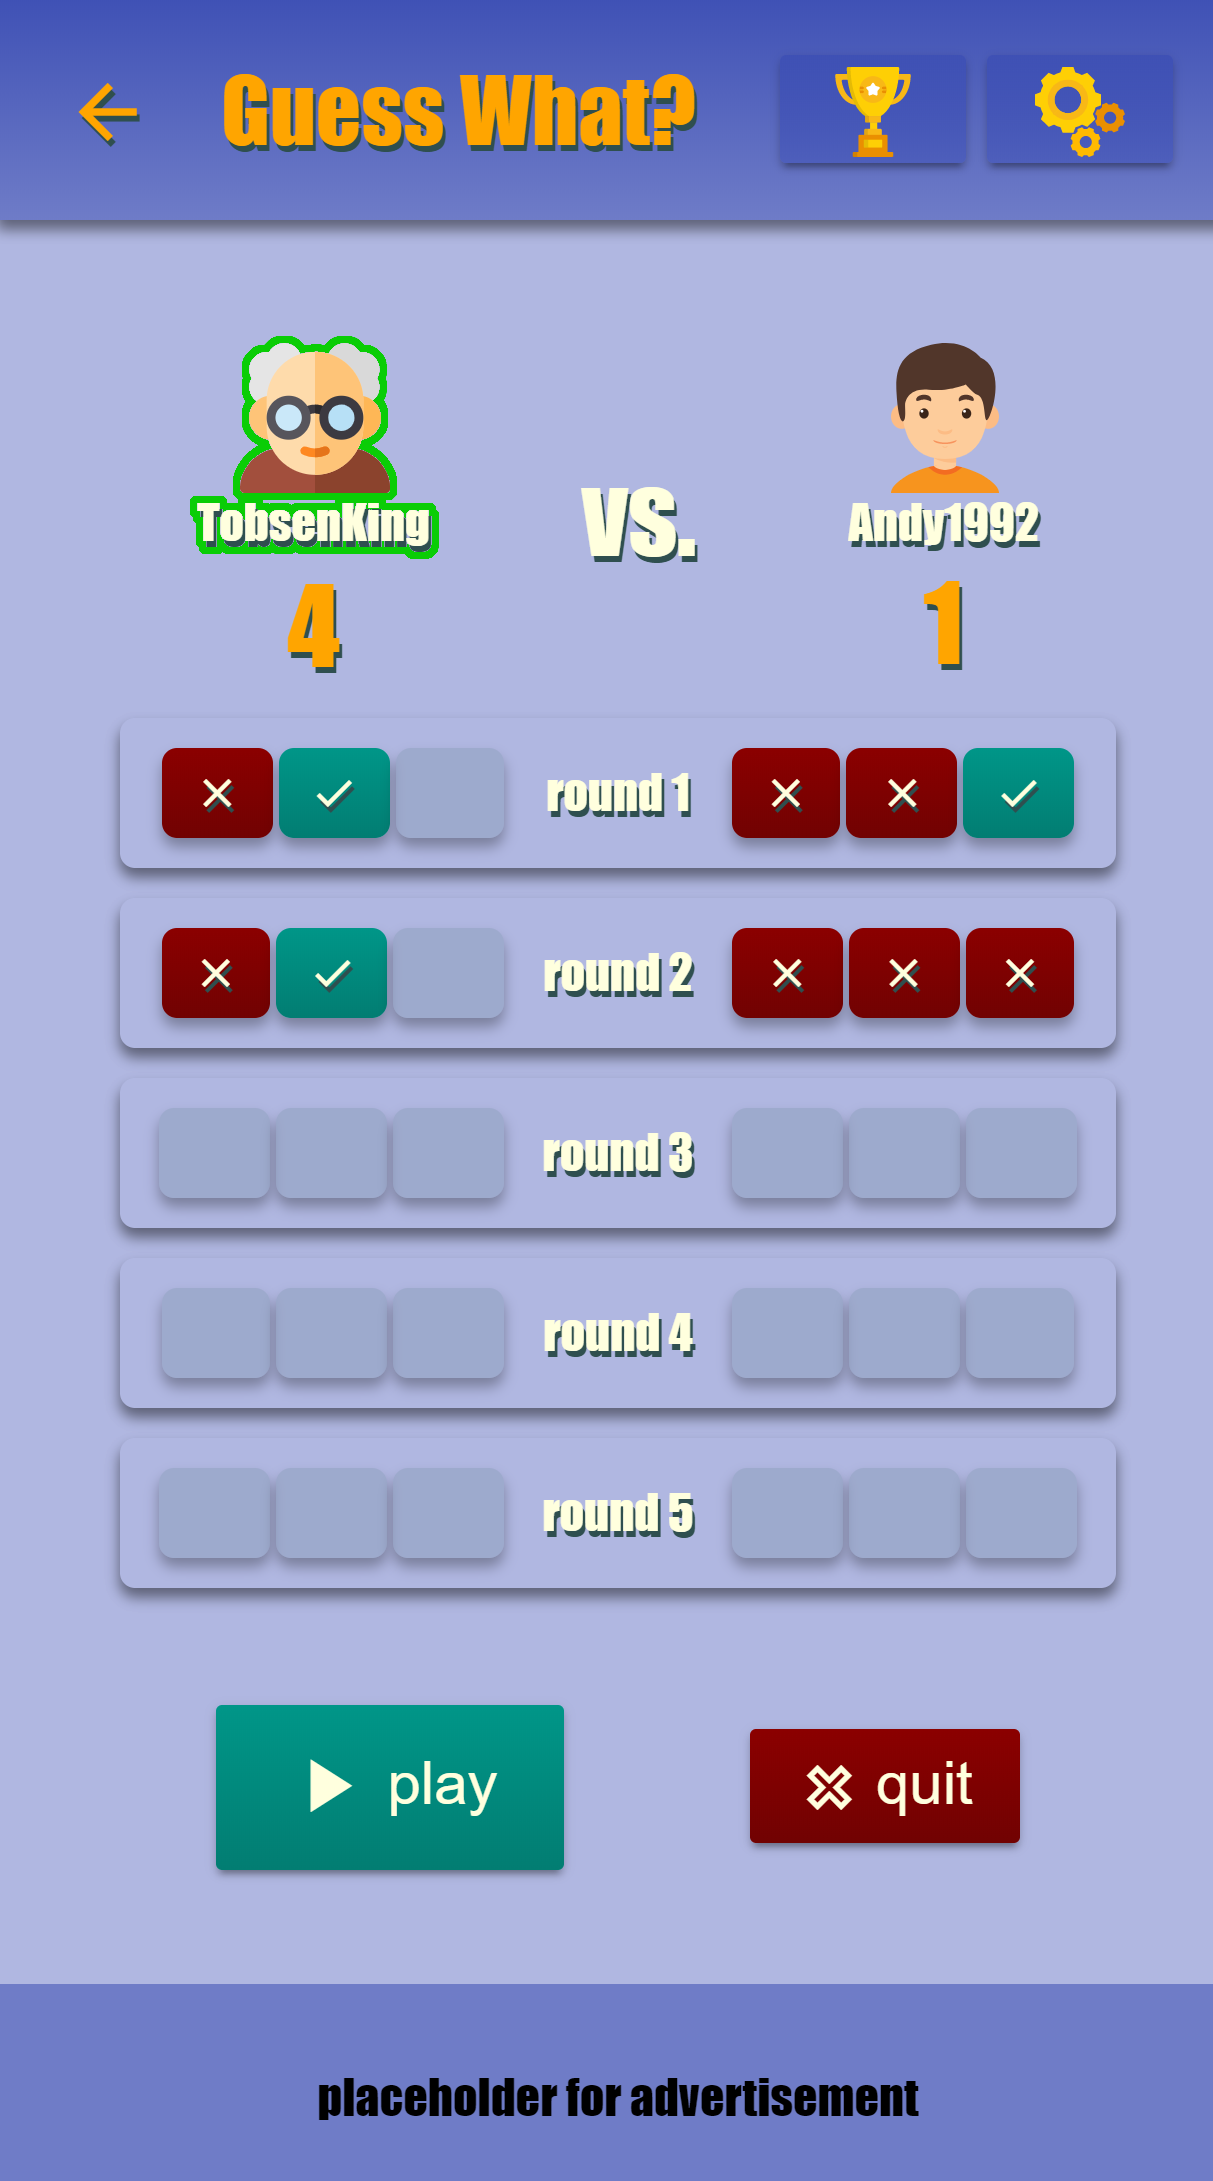 Guess What?
TobsenKing
vs.
Andy1992
4
1
round 1
round 2
round 3
round 4
round 5
play
quit
placeholder for advertisement